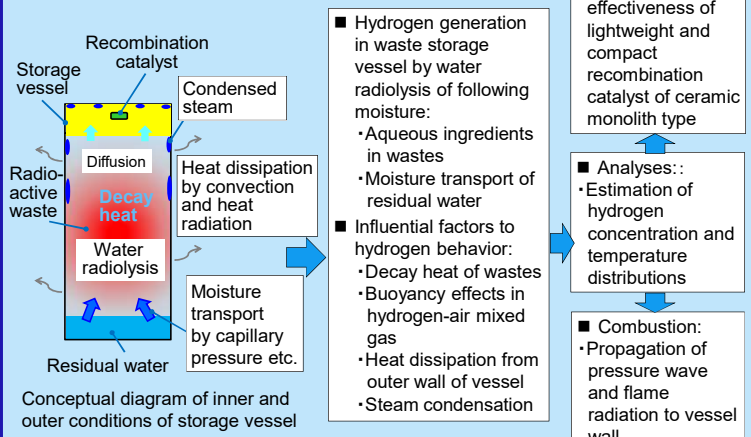 Recombination
catalyst
Storage
vessel
Condensed
steam
Diffusion
Radio-
active
waste
Decay
heat
Heat dissipation
by convection
and heat
radiation
Water
radiolysis
Moisture
transport
by capillary
pressure etc.
Residual water
Conceptual diagram of inner and
outer conditions of storage vessel
■ Hydrogen generation
in waste storage
vessel by water
radiolysis of following
moisture:
・Aqueous ingredients
in wastes
・Moisture transport of
residual water
■ Influential factors to
hydrogen behavior:
・Decay heat of wastes
・Buoyancy effects in
hydrogen-air mixed
gas
・Heat dissipation from
outer wall of vessel
・Steam condensation
effectiveness of
lightweight and
compact
recombination
catalyst of ceramic
monolith type
■ Analyses::
・Estimation of
hydrogen
concentration and
temperature
distributions
■ Combustion:
・Propagation of
pressure wave
and flame
radiation to vessel
wall